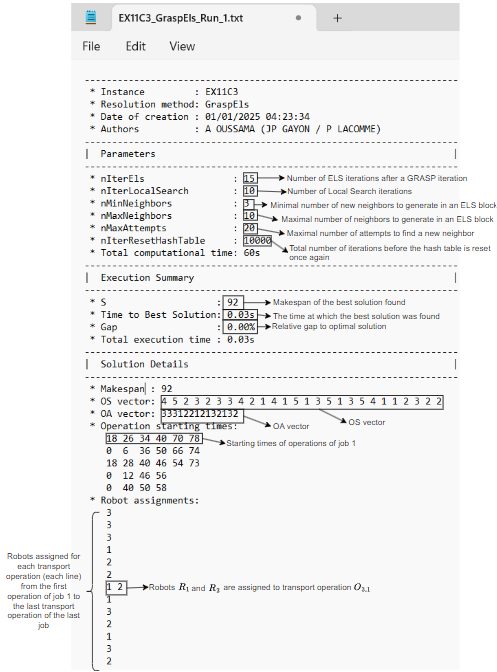 EX11C3_GraspEls_Run_1.txt
File Edit View
* Instance : EX11C3
* Resolution method: GraspEls
* Date of creation : 01/01/2025 04:23:34
* Authors : A OUSSAMA (JP GAYON / P LACOMME)
| Parameters |
* nIterEls : 15 Number of ELS iterations after a GRASP iteration
* nIterLocalSearch : 10 Number of Local Search iterations
* nMinNeighbors : 3 Minimal number of new neighbors to generate in an ELS block
* nMaxNeighbors : 10 Maximal number of neighbors to generate in an ELS block
* nMaxAttempts : 20 Maximal number of attempts to find a new neighbor
* nIterResetHashTable : 10000 Total number of iterations before the hash table is reset once again
* Total computational time: 60s
| Execution Summary |
* S : 92 Makespan of the best solution found
* Time to Best Solution: 0.03s The time at which the best solution was found
* Gap : 0.00% Relative gap to optimal solution
* Total execution time : 0.03s
| Solution Details |
* Makespan : 92
* OS vector: 4 5 2 3 2 3 3 4 2 1 4 1 5 1 3 5 1 3 5 4 1 1 2 3 2 2
OS vector
* OA vector: 33312212132132
OA vector
* Operation starting times:
18 26 34 40 70 78 Starting times of operations of job 1
0 6 36 50 66 74
18 28 40 46 54 73
0 12 46 56
0 40 50 58
* Robot assignments:
3
3
3
1
2
2
1 2 Robots R1 and R2 are assigned to transport operation O3,1
1
3
2
1
3
2
Robots assigned for
each transport
operation (each line)
from the first
operation of job 1 to
the last transport
operation of the last
job